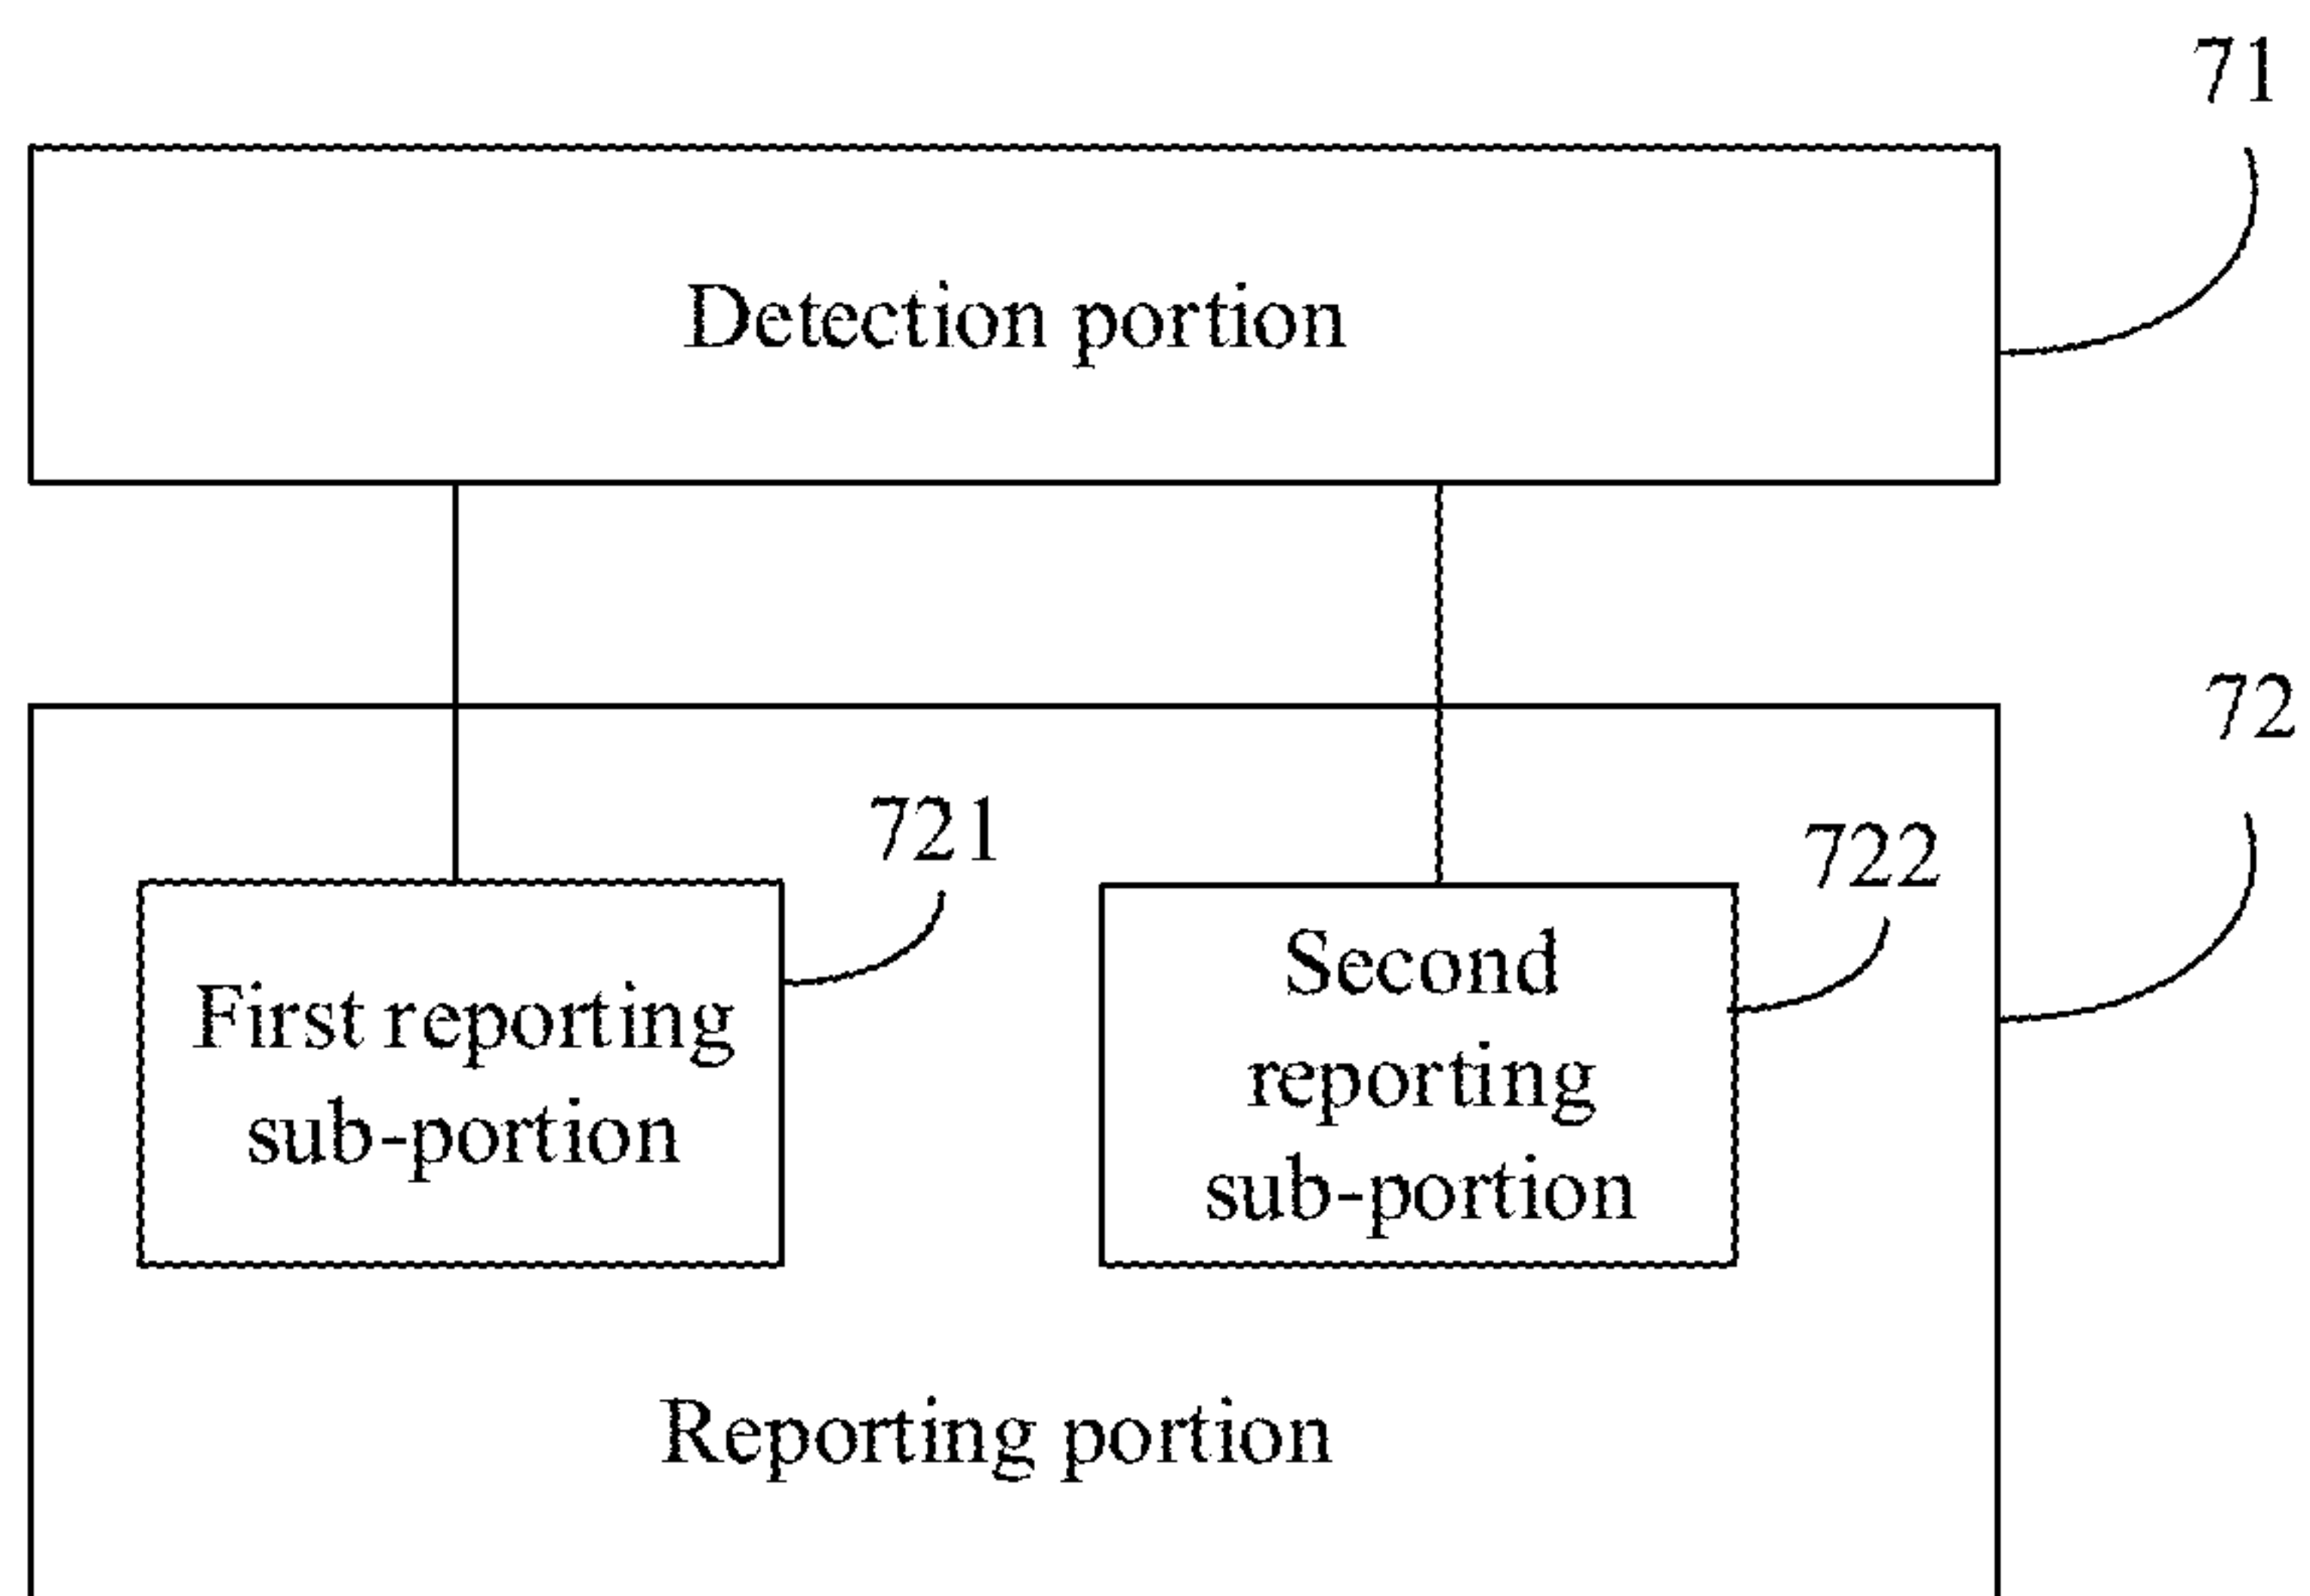 71
Detection portion
72
721
722
First reporting
sub-portion
Second
reporting
sub-portion
Reporting portion